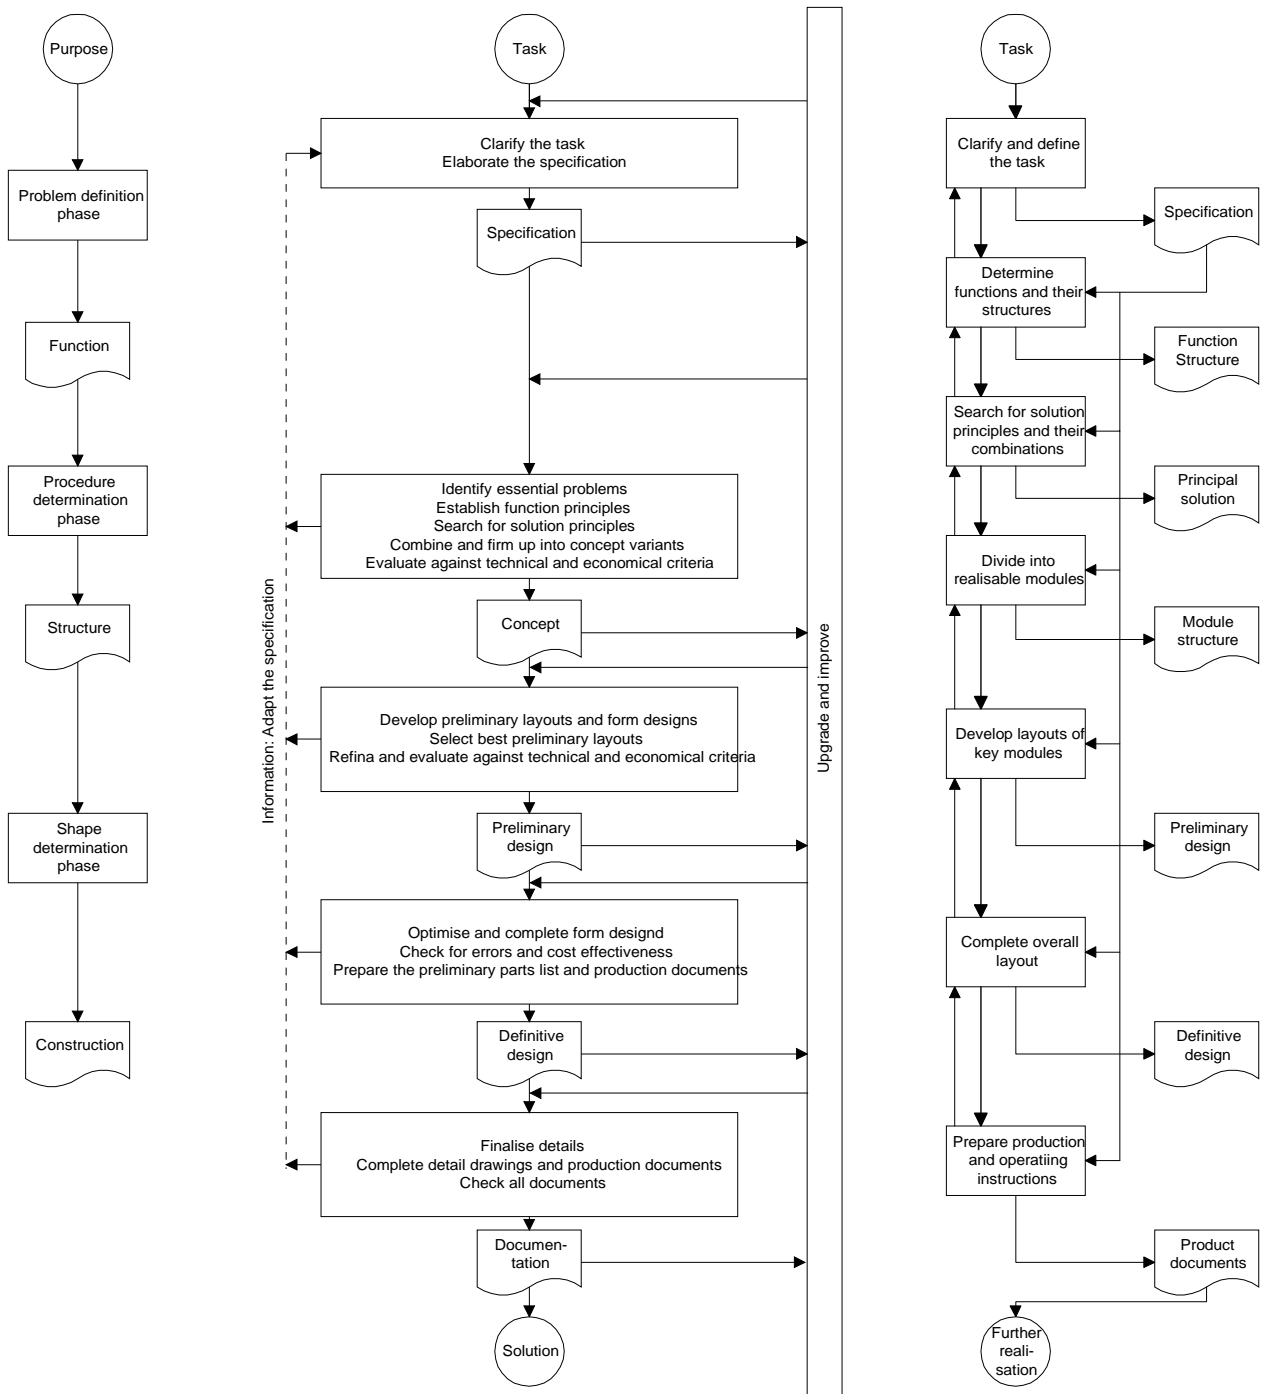 Purpose
Problem definition
phase
Function
Procedure
determination
phase
Structure
Shape
determination
phase
Construction
Task
Clarify the task
Elaborate the specification
Specification
Identify essential problems
Establish function principles
Search for solution principles
Combine and firm up into concept variants
Evaluate against technical and economical criteria
Concept
Develop preliminary layouts and form designs
Select best preliminary layouts
Refina and evaluate against technical and economical criteria
Preliminary
design
Optimise and complete form designd
Check for errors and cost effectiveness
Prepare the preliminary parts list and production documents
Definitive
design
Finalise details
Complete detail drawings and production documents
Check all documents
Documen-
tation
Solution
Information: Adapt the specification
Upgrade and improve
Task
Clarify and define
the task
Specification
Determine
functions and their
structures
Function
Structure
Search for solution
principles and their
combinations
Principal
solution
Divide into
realisable modules
Module
structure
Develop layouts of
key modules
Preliminary
design
Complete overall
layout
Definitive
design
Prepare production
and operatiing
instructions
Product
documents
Further
reali-
sation